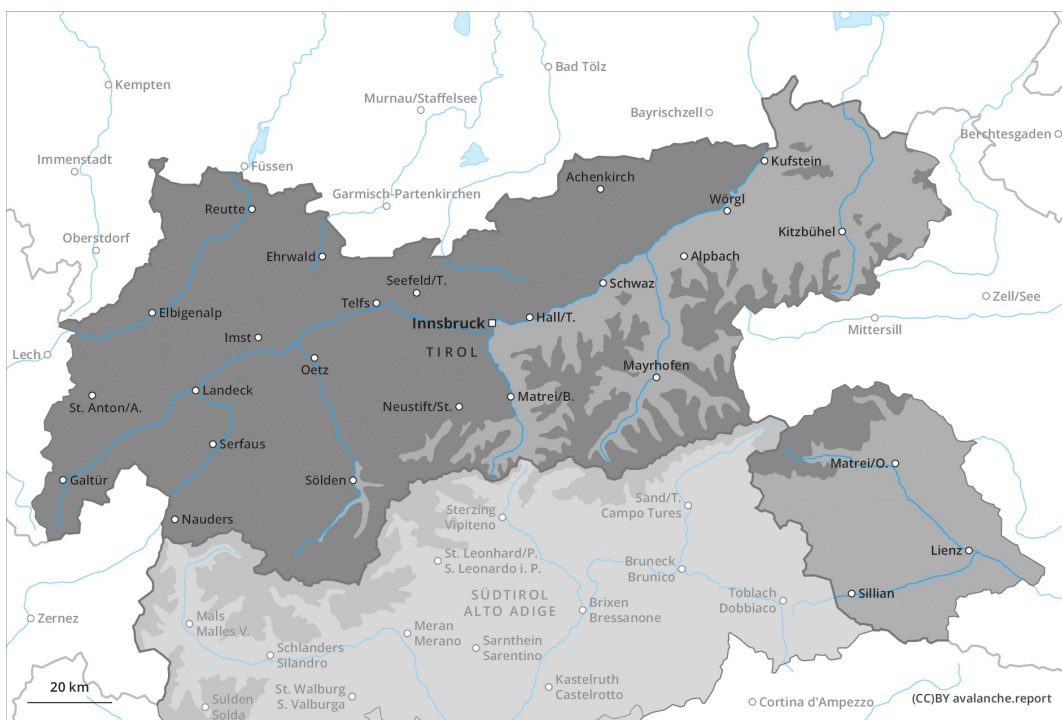 Kempten
Bad Tölz
Murnau/Staffelsee
Bayrischzell
Berchtesgaden
Immenstadt
Füssen
Kufstein
Achenkirch
Garmisch-Partenkirchen
Reutte
Wörgl
Kitzbühel
Oberstdorf
Ehrwald
Alpbach
Seefeld/T.
Schwaz
Zell/See
Telfs
Elbigenalp
Innsbruck
Hall/T.
Mittersill
Imst
TIROL
Lech
Oetz
Mayrhofen
Landeck
St. Anton/A.
Neustift/St.
Matrei/B.
Serfaus
Matrei/O.
Galtür
Sölden
Sand/T.
Campo Tures
Nauders
Sterzing
Vipiteno
Lienz
St. Leonhard/P.
S. Leonardo i. P.
Bruneck
Brunico
SÜDTIROL
ALTO ADIGE
Sillian
Toblach
Dobbiaco
Brixen
Bressanone
Zernez
Mals
Malles V.
Meran
Merano
Sarnthein
Sarentino
Schlanders
Silandro
20 km
St. Walburg
S. Valburga
Kastelruth
Castelrotto
Sulden
Solda
Cortina d'Ampezzo
(CC)BY avalanche.report